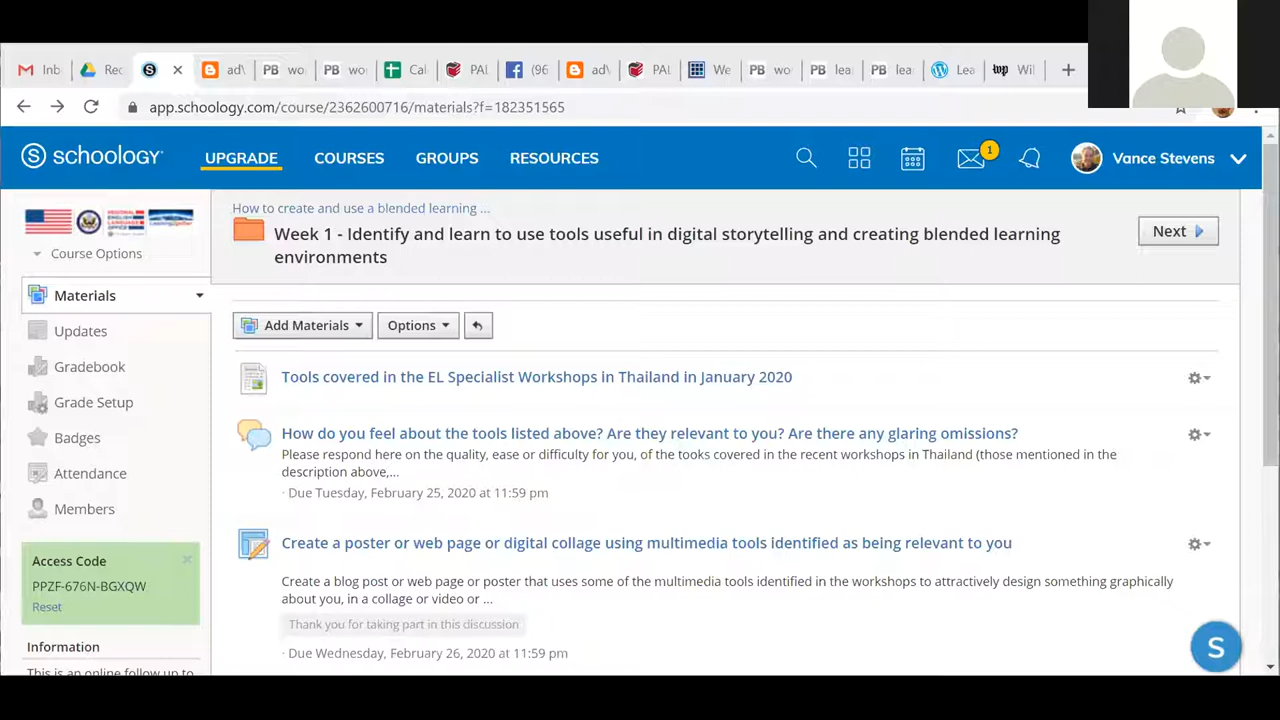 Inb
Rec
S
ad\
PB wo
PB wo
Cal
PAI
(96
ad\
PAI
We
PB wo
PB lea
PB lea
Lea
wp Wil
app.schoology.com/course/2362600716/materials?f=182351565
S schoology
UPGRADE
COURSES
GROUPS
RESOURCES
1
Vance Stevens
Course Options
How to create and use a blended learning ...
Week 1 - Identify and learn to use tools useful in digital storytelling and creating blended learning
environments
Next
Materials
Updates
Gradebook
Grade Setup
Badges
Attendance
Members
Access Code
PPZF-676N-BGXQW
Reset
Information
This is an online follow up to
Add Materials
Options
Tools covered in the EL Specialist Workshops in Thailand in January 2020
How do you feel about the tools listed above? Are they relevant to you? Are there any glaring omissions?
Please respond here on the quality, ease or difficulty for you, of the tooks covered in the recent workshops in Thailand (those mentioned in the
description above,...
· Due Tuesday, February 25, 2020 at 11:59 pm
Create a poster or web page or digital collage using multimedia tools identified as being relevant to you
Create a blog post or web page or poster that uses some of the multimedia tools identified in the workshops to attractively design something graphically
about you, in a collage or video or ...
Thank you for taking part in this discussion
· Due Wednesday, February 26, 2020 at 11:59 pm
S